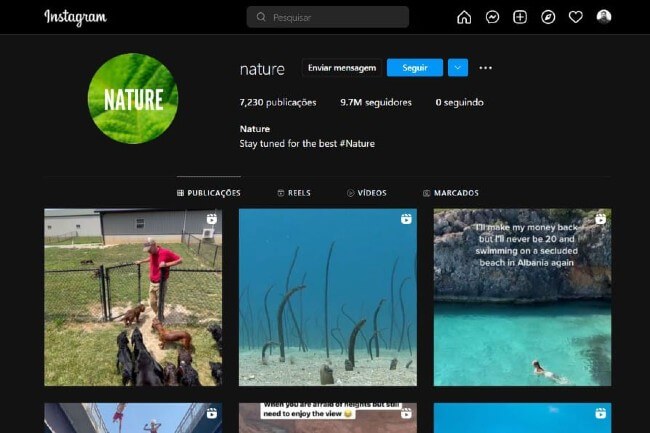 Instagram
Pesquisar
nature Enviar mensagem Seguir
7,230 publicações 9.7M seguidores 0 seguindo
NATURE
Nature
Stay tuned for the best #Nature
PUBLICAÇÕES REELS VÍDEOS MARCADOS
I'll make my money back
but I'll never be 20 and
swimming on a secluded
beach in Albania again
When you are afraid of heights but still
need to enjoy the view